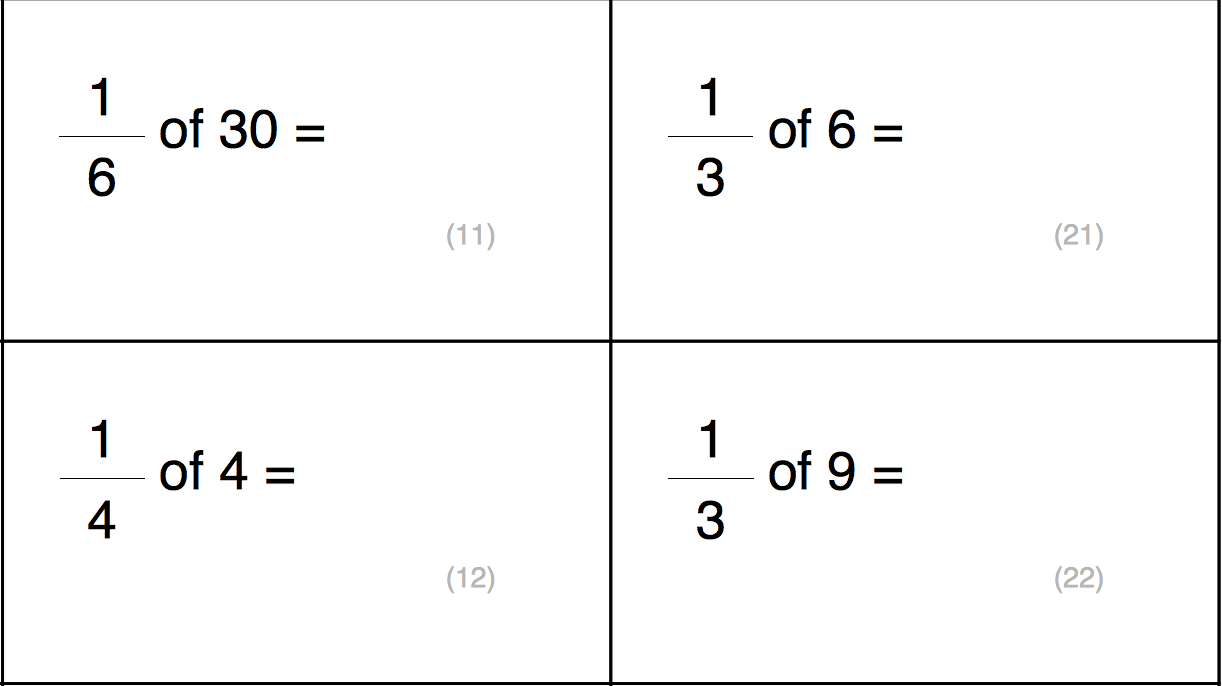 1/6 of 30 =
(11)
1/3 of 6 =
(21)
1/4 of 4 =
(12)
1/3 of 9 =
(22)